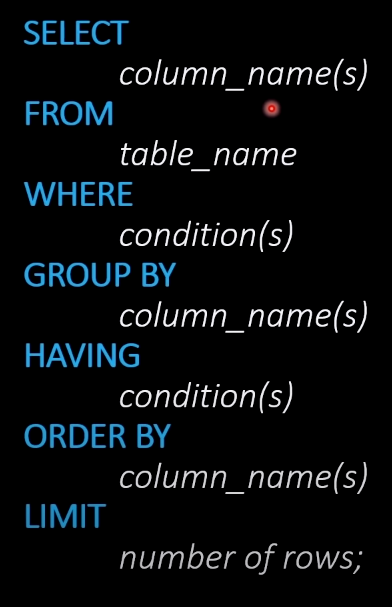 SELECT
column_name(s)
FROM
table_name
WHERE
condition(s)
GROUP BY
column_name(s)
HAVING
condition(s)
ORDER BY
column_name(s)
LIMIT
number of rows;